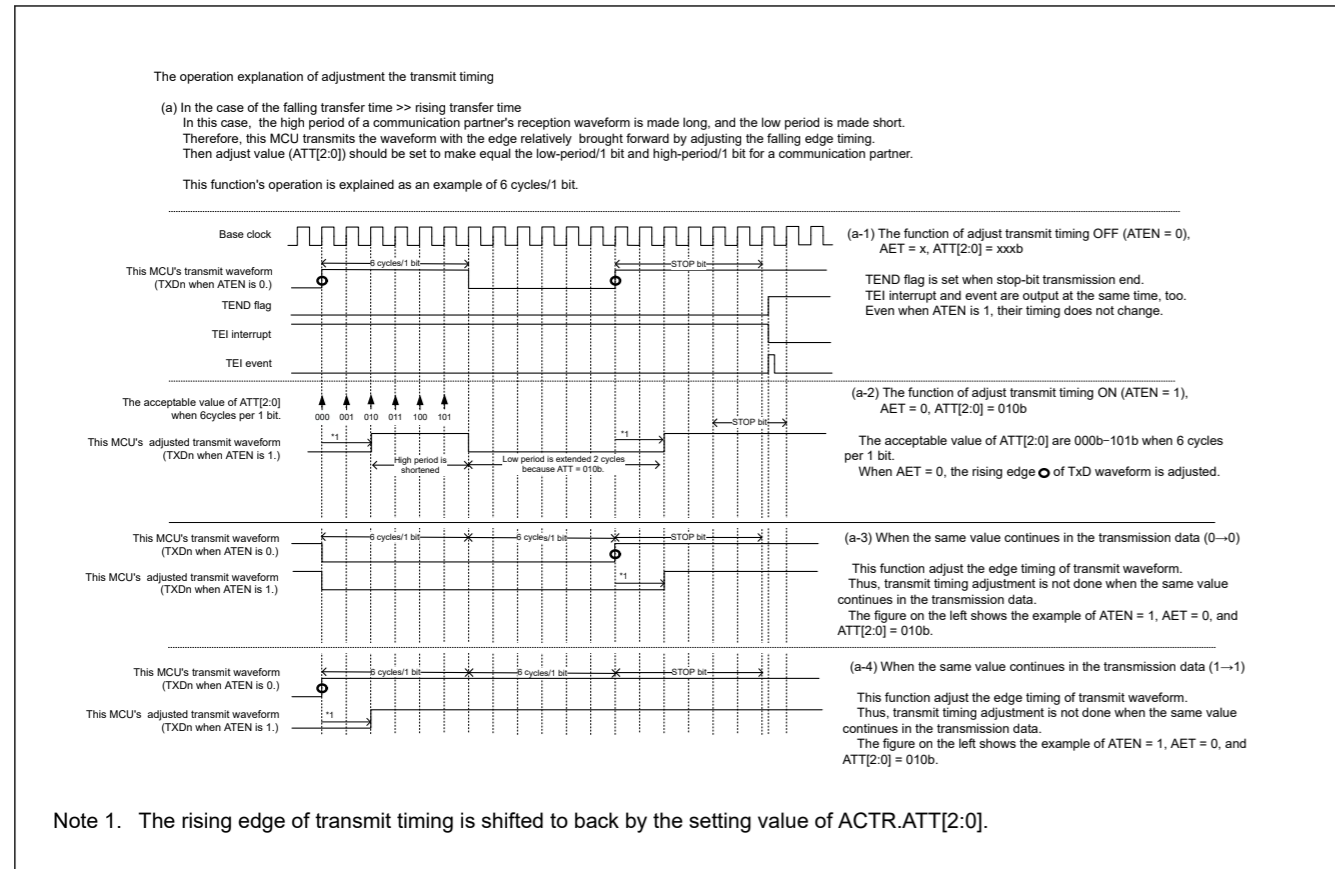 The operation explanation of adjustment the transmit timing
(a) In the case of the falling transfer time >> rising transfer time
In this case, the high period of a communication partner's reception waveform is made long, and the low period is made short.
Therefore, this MCU transmits the waveform with the edge relatively brought forward by adjusting the falling edge timing.
Then adjust value (ATT[2:0]) should be set to make equal the low-period/1 bit and high-period/1 bit for a communication partner.
This function's operation is explained as an example of 6 cycles/1 bit.
Base clock
6 cycles/1 bit
STOP bit
This MCU's transmit waveform
(TXDn when ATEN is 0.)
TEND flag
TEI interrupt
TEI event
(a-1) The function of adjust transmit timing OFF (ATEN = 0),
AET = x, ATT[2:0] = xxxb
TEND flag is set when stop-bit transmission end.
TEI interrupt and event are output at the same time, too.
Even when ATEN is 1, their timing does not change.
The acceptable value of ATT[2:0]
when 6cycles per 1 bit.
000 001 010 011 100 101
STOP bit
This MCU's adjusted transmit waveform
(TXDn when ATEN is 1.)
*1
*1
High period is
shortened
Low period is extended 2 cycles
because ATT = 010b.
(a-2) The function of adjust transmit timing ON (ATEN = 1),
AET = 0, ATT[2:0] = 010b
The acceptable value of ATT[2:0] are 000b–101b when 6 cycles
per 1 bit.
When AET = 0, the rising edge of TxD waveform is adjusted.
This MCU's transmit waveform
(TXDn when ATEN is 0.)
6 cycles/1 bit
6 cycles/1 bit
STOP bit
This MCU's adjusted transmit waveform
(TXDn when ATEN is 1.)
*1
(a-3) When the same value continues in the transmission data (0→0)
This function adjust the edge timing of transmit waveform.
Thus, transmit timing adjustment is not done when the same value
continues in the transmission data.
The figure on the left shows the example of ATEN = 1, AET = 0, and
ATT[2:0] = 010b.
This MCU's transmit waveform
(TXDn when ATEN is 0.)
6 cycles/1 bit
6 cycles/1 bit
STOP bit
This MCU's adjusted transmit waveform
(TXDn when ATEN is 1.)
*1
(a-4) When the same value continues in the transmission data (1→1)
This function adjust the edge timing of transmit waveform.
Thus, transmit timing adjustment is not done when the same value
continues in the transmission data.
The figure on the left shows the example of ATEN = 1, AET = 0, and
ATT[2:0] = 010b.
Note 1. The rising edge of transmit timing is shifted to back by the setting value of ACTR.ATT[2:0].